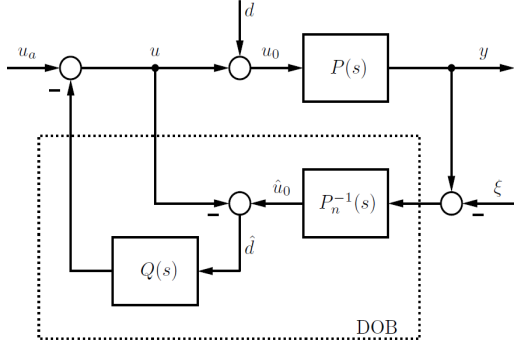 d
u_a
u
u_0
P(s)
y
û_0
P_n^{-1}(s)
ξ
d̂
Q(s)
DOB